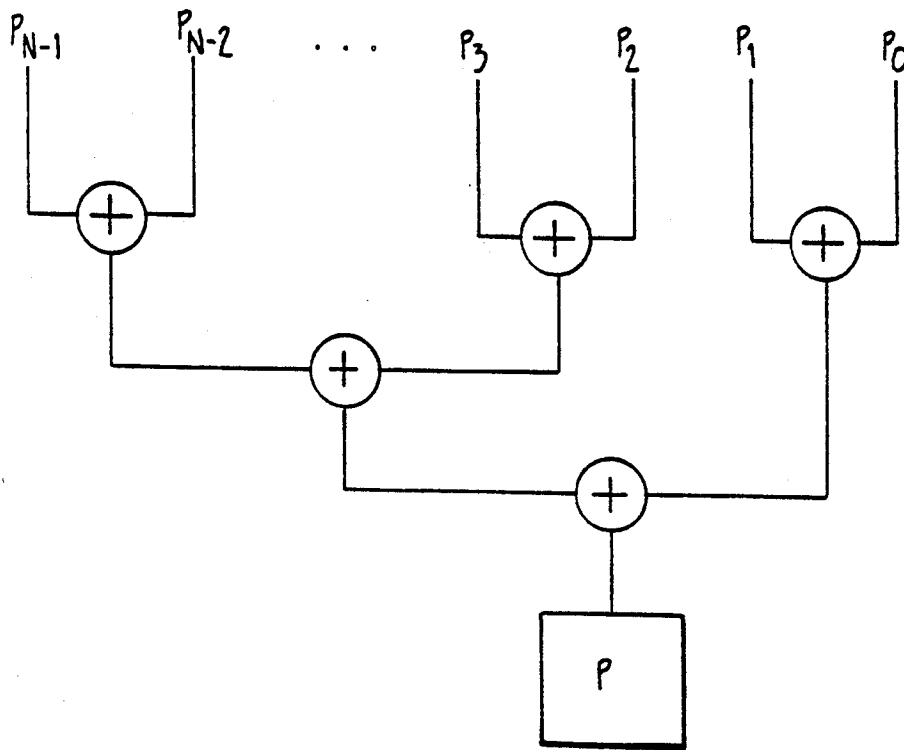 P_{N-1} P_{N-2} . . . P_3 P_2 P_1 P_0
+ + +
+
+
P